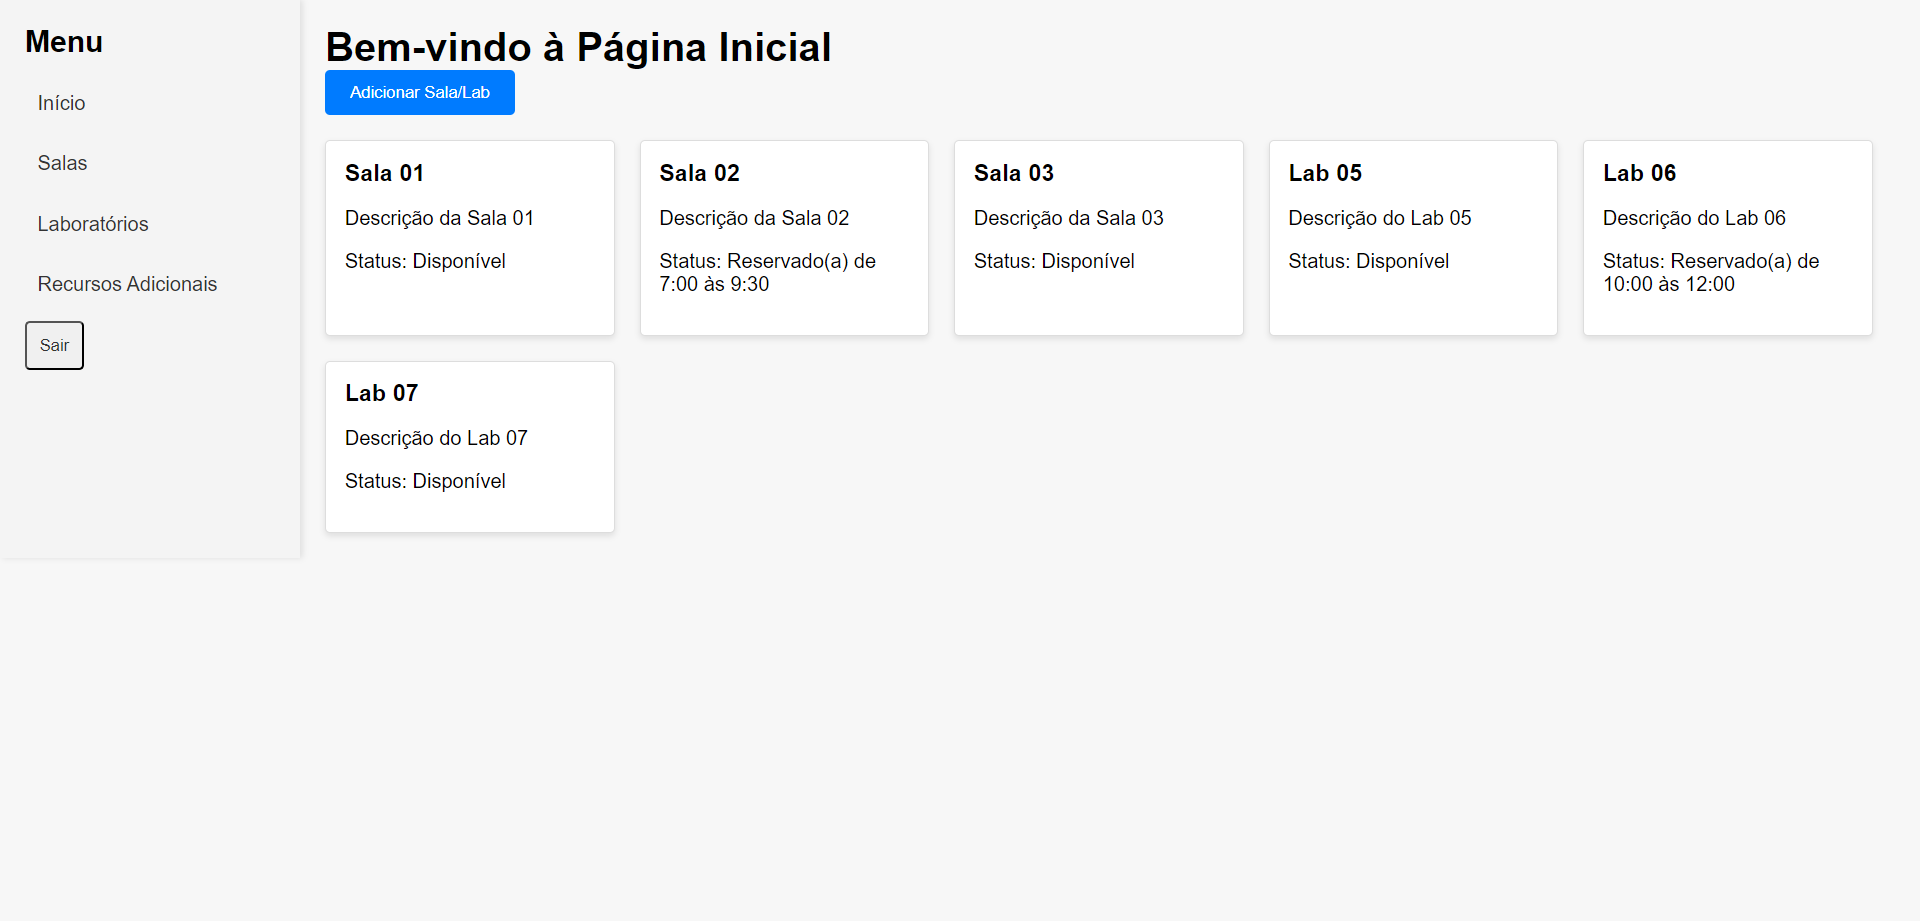 Menu
Início
Salas
Laboratórios
Recursos Adicionais
Sair
Bem-vindo à Página Inicial
Adicionar Sala/Lab
Sala 01
Descrição da Sala 01
Status: Disponível
Sala 02
Descrição da Sala 02
Status: Reservado(a) de
7:00 às 9:30
Sala 03
Descrição da Sala 03
Status: Disponível
Lab 05
Descrição do Lab 05
Status: Disponível
Lab 06
Descrição do Lab 06
Status: Reservado(a) de
10:00 às 12:00
Lab 07
Descrição do Lab 07
Status: Disponível